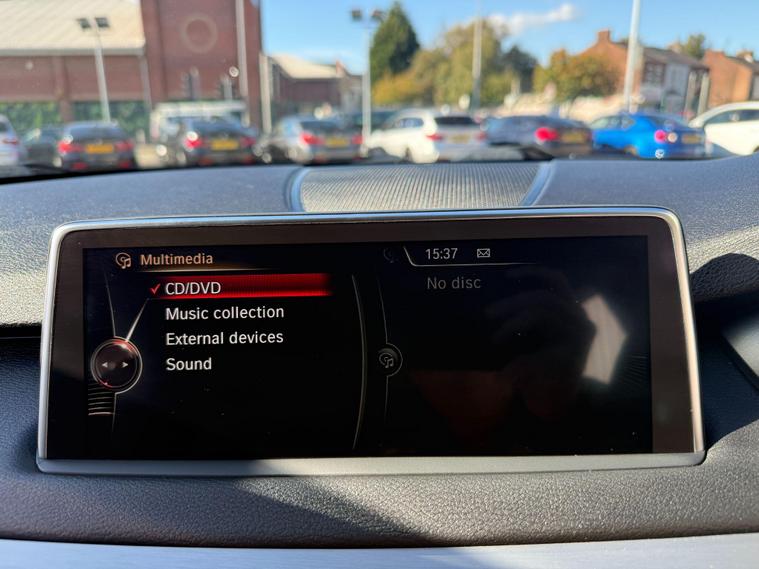 Multimedia
15:37
CD/DVD
No disc
Music collection
External devices
Sound